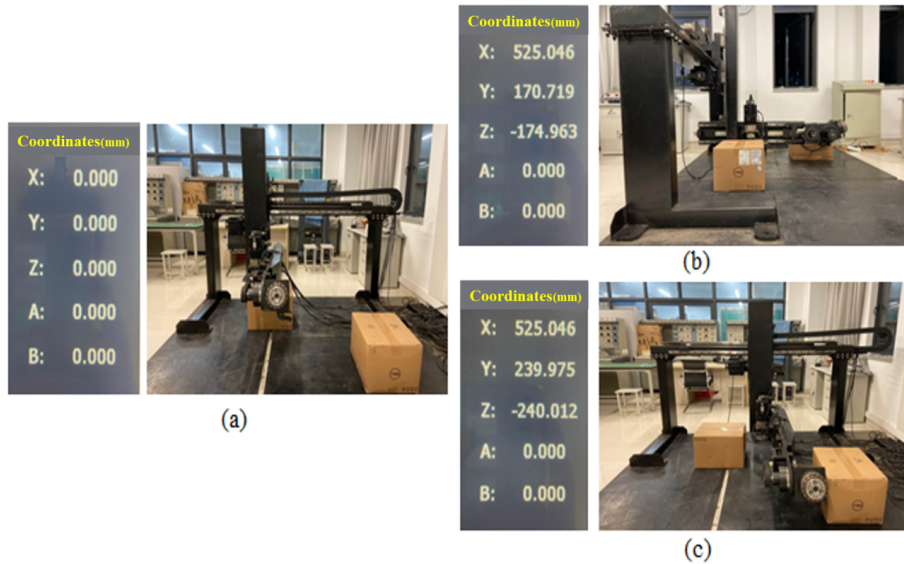 Coordinates(mm)
X: 0.000
Y: 0.000
Z: 0.000
A: 0.000
B: 0.000
(a)
Coordinates(mm)
X: 525.046
Y: 170.719
Z: -174.963
A: 0.000
B: 0.000
(b)
Coordinates(mm)
X: 525.046
Y: 239.975
Z: -240.012
A: 0.000
B: 0.000
(c)